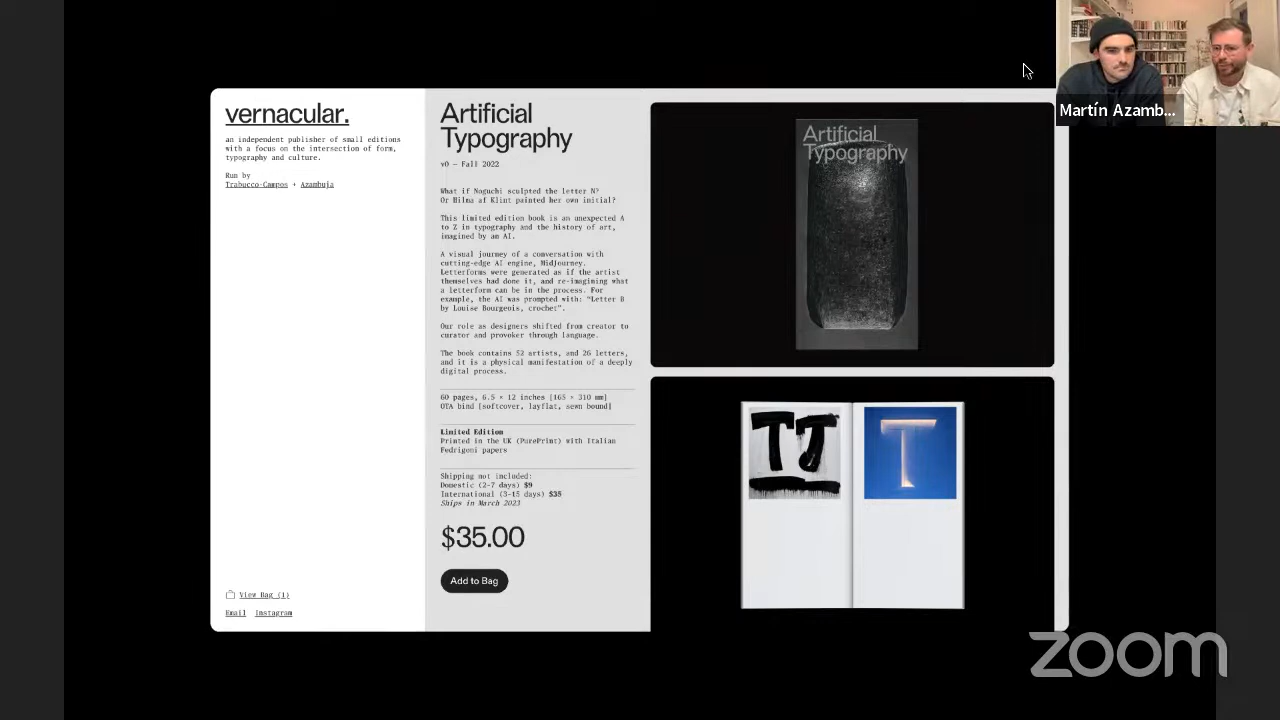 vernacular.
an independent publisher of small editions
with a focus on the intersection of form,
typography and culture.
Run by
Trabucco-Campos + Azambuja
View Bag (1)
Email Instagram
Artificial
Typography
v0 — Fall 2022
What if Noguchi sculpted the letter N?
Or Hilma af Klint painted her own initial?
This limited edition book is an unexpected A
to Z in typography and the history of art,
imagined by an AI.
A visual journey of a conversation with
cutting-edge AI engine, Midjourney.
Letterforms were generated as if the artist
themselves had done it, and re-imagining what
a letterform can be in the process. For
example, the AI was prompted with: “Letter B
by Louise Bourgeois, crochet”.
Our role as designers shifted from creator to
curator and provoker through language.
The book contains 52 artists, and 26 letters,
and it is a physical manifestation of a deeply
digital process.
60 pages, 6.5 × 12 inches [165 × 310 mm]
OTA bind [softcover, layflat, sewn bound]
Limited Edition
Printed in the UK (PurePrint) with Italian
Fedrigoni papers
Shipping not included:
Domestic (2-7 days) $9
International (3-15 days) $35
Ships in March 2023
$35.00
Add to Bag
Artificial
Typography
T T
Martín Azamb...
zoom